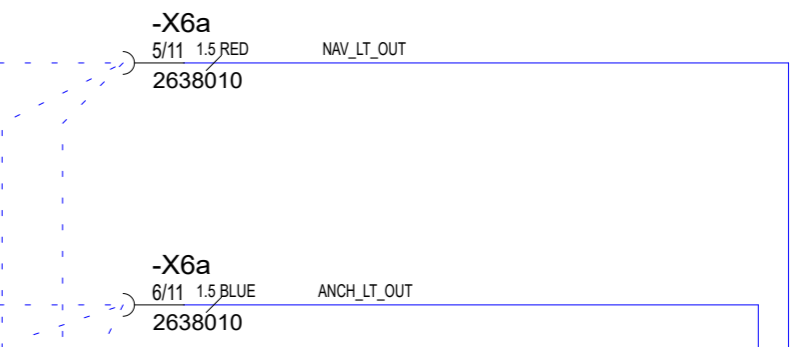 -X6a
5/11 1.5 RED NAV_LT_OUT
2638010
-X6a
6/11 1.5 BLUE ANCH_LT_OUT
2638010